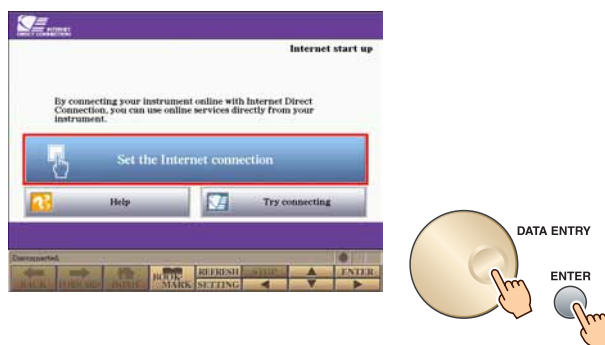 INTERNET
DIRECT CONNECTION
Internet start up
By connecting your instrument online with Internet Direct
Connection, you can use online services directly from your
instrument.
Set the Internet connection
Help
Try connecting
Disconnected.
BACK FORWARD HOME BOOK MARK REFRESH STOP ENTER
SETTING
DATA ENTRY
ENTER